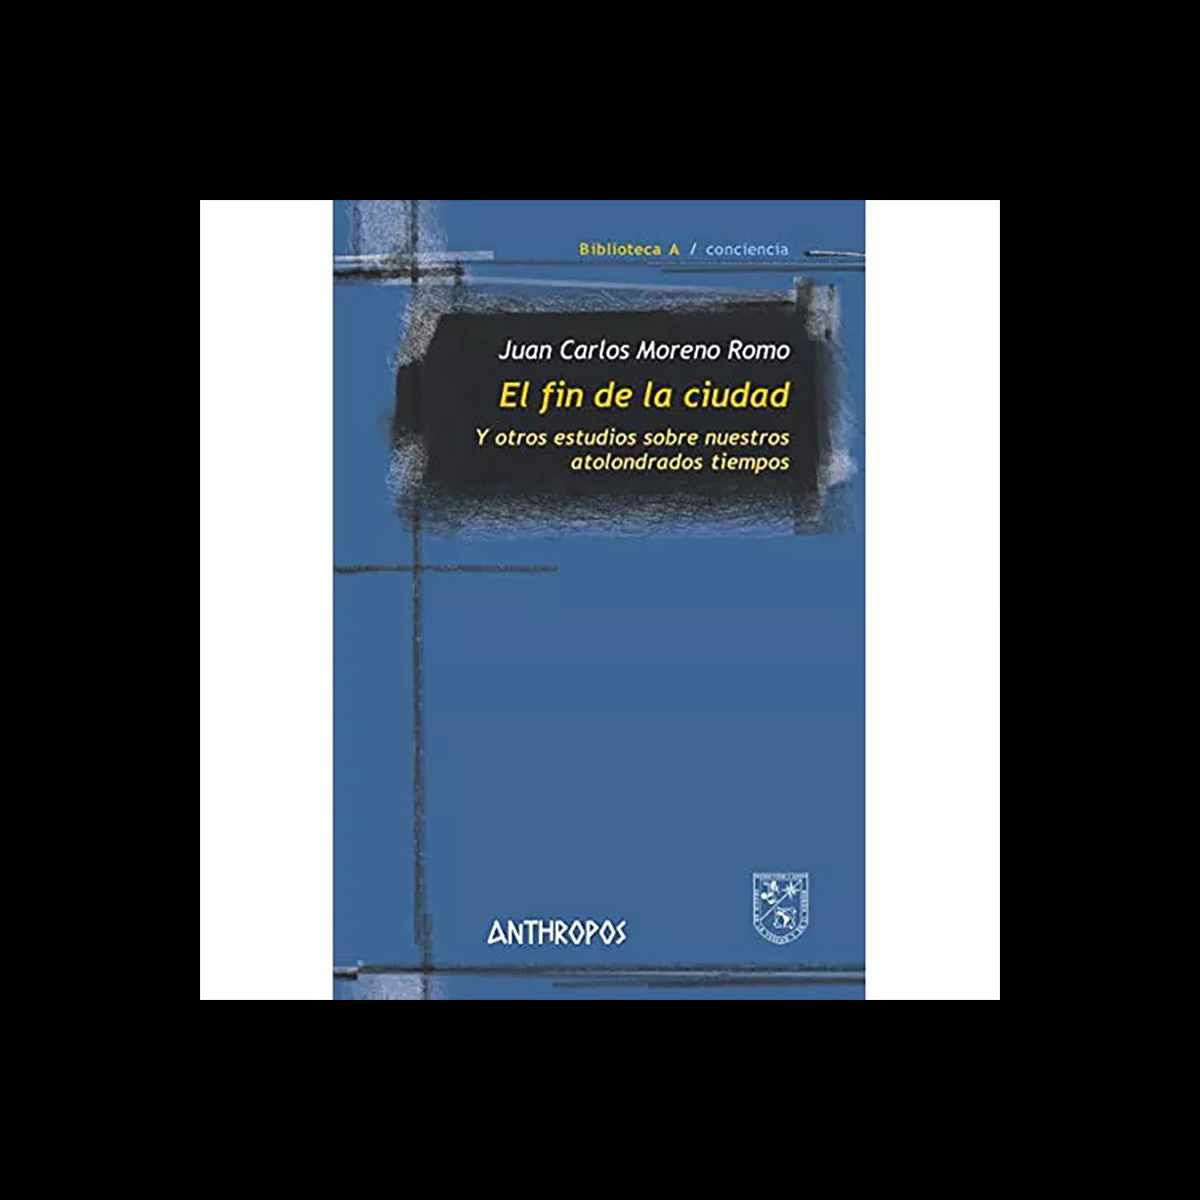 Biblioteca A / conciencia
Juan Carlos Moreno Romo
El fin de la ciudad
Y otros estudios sobre nuestros
atolondrados tiempos
ANTHROPOS